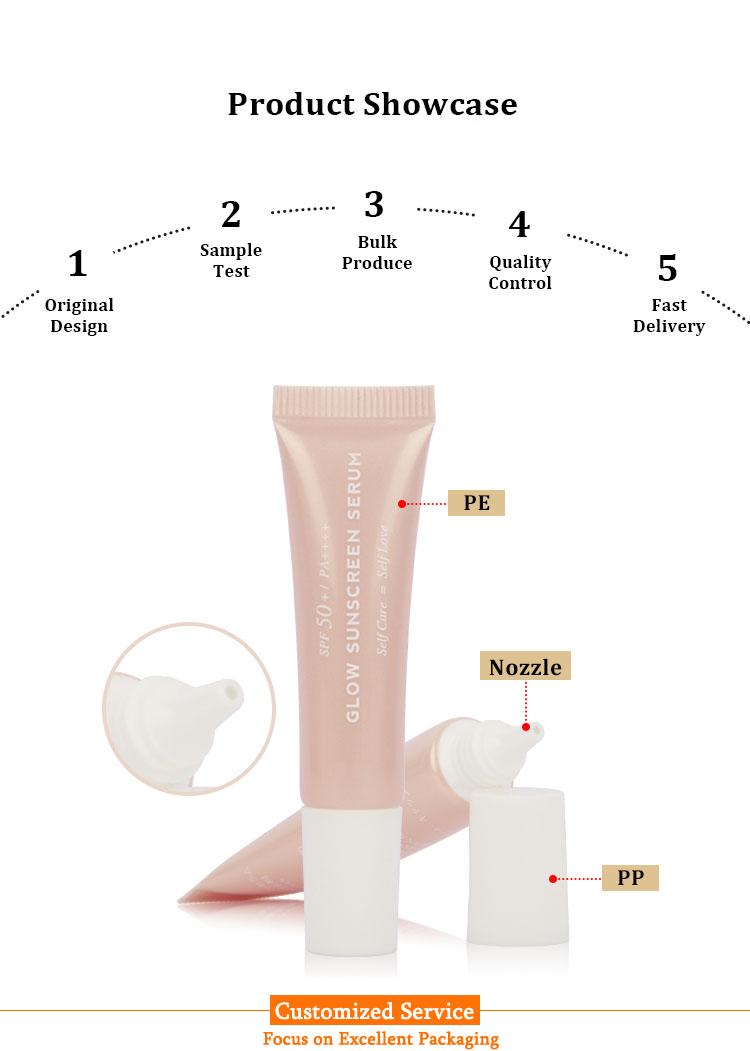 Product Showcase
1
Original
Design
2
Sample
Test
3
Bulk
Produce
4
Quality
Control
5
Fast
Delivery
SPF 50+/ PA++++
GLOW SUNSCREEN SERUM
Self Care = Self Love
PE
Nozzle
PP
Customized Service
Focus on Excellent Packaging